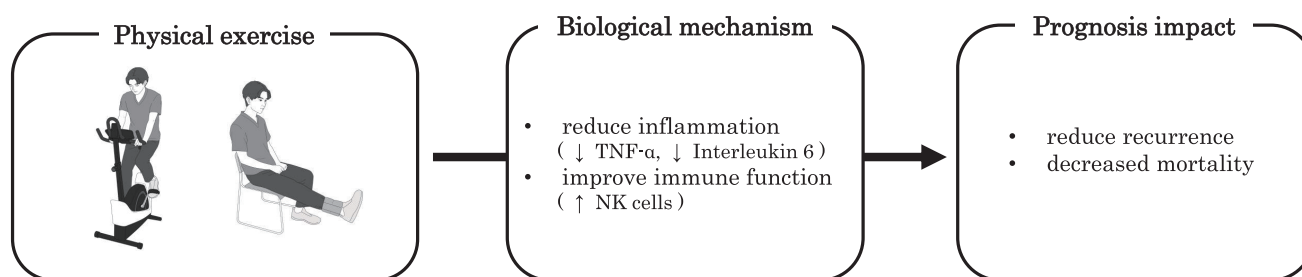 Physical exercise
Biological mechanism
• reduce inflammation
( ↓ TNF-α, ↓ Interleukin 6 )
• improve immune function
( ↑ NK cells )
Prognosis impact
• reduce recurrence
• decreased mortality